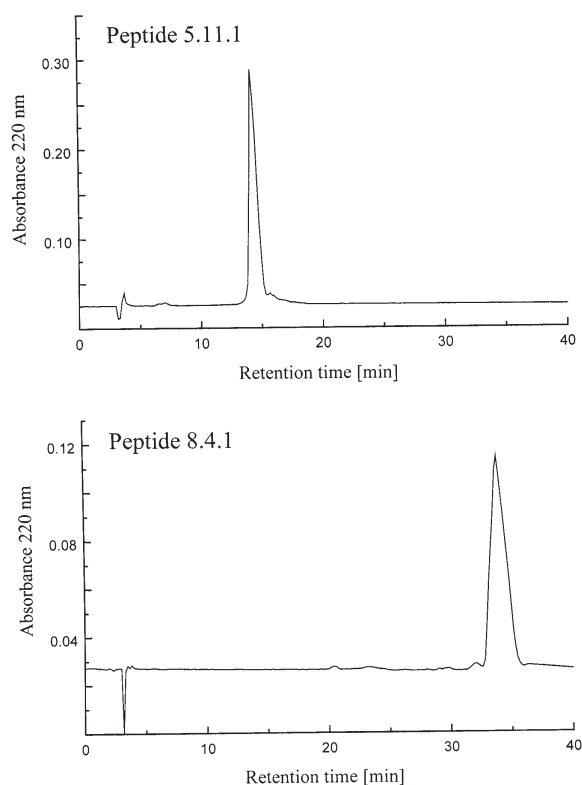 Peptide 5.11.1
0.30
0.20
0.10
Absorbance 220 nm
0 10 20 30 40
Retention time [min]
Peptide 8.4.1
0.12
0.08
0.04
Absorbance 220 nm
0 10 20 30 40
Retention time [min]